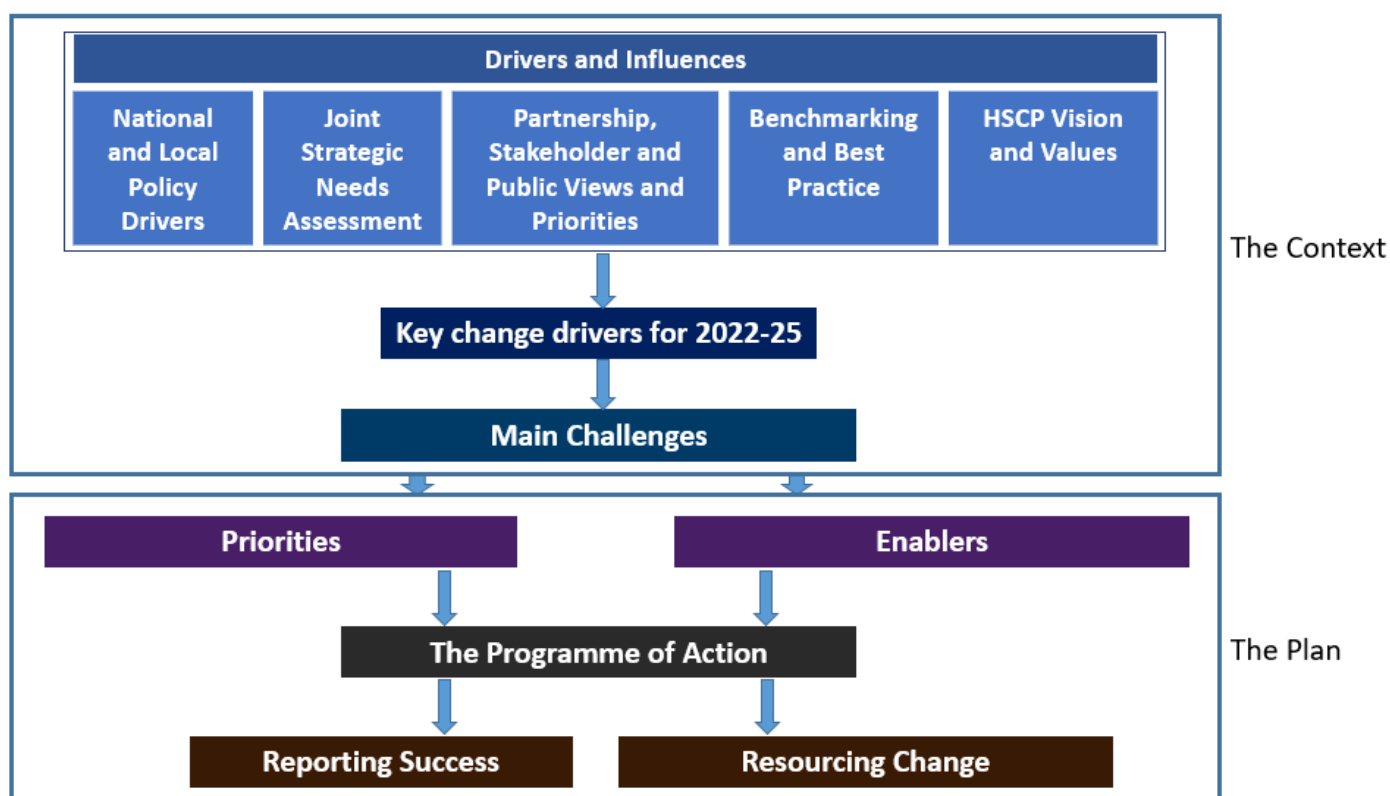 Drivers and Influences
National
and Local
Policy
Drivers
Joint
Strategic
Needs
Assessment
Partnership,
Stakeholder and
Public Views and
Priorities
Benchmarking
and Best
Practice
HSCP Vision
and Values
The Context
Key change drivers for 2022-25
Main Challenges
Priorities
Enablers
The Programme of Action
The Plan
Reporting Success
Resourcing Change